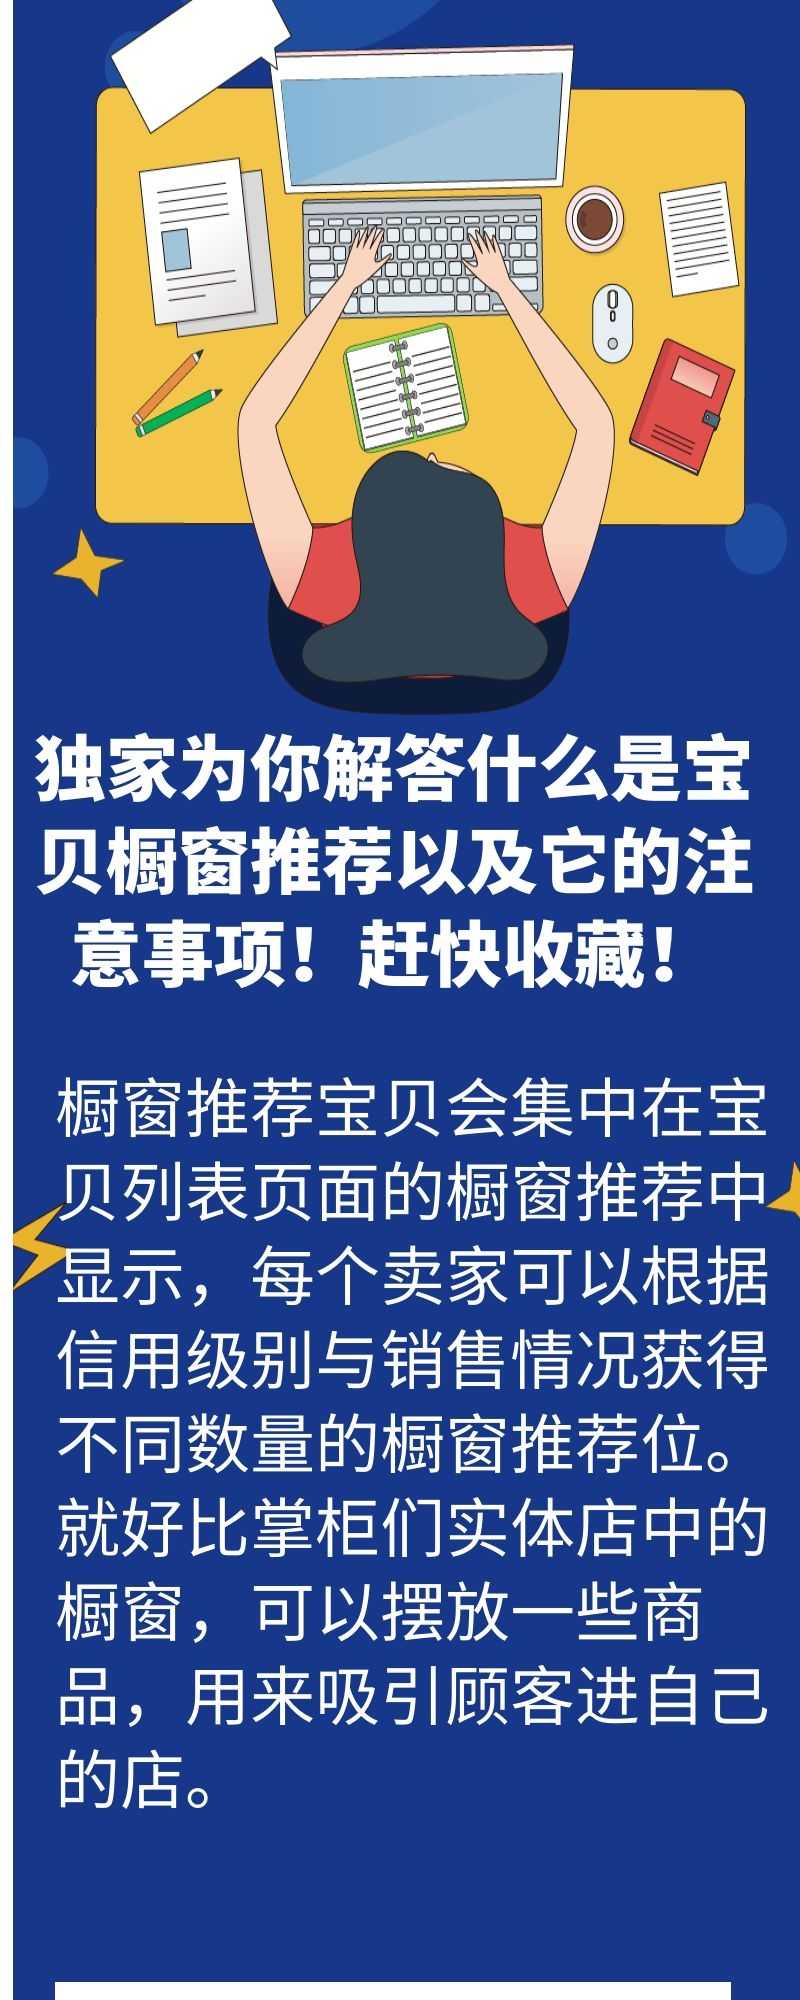 独家为你解答什么是宝
贝橱窗推荐以及它的注
意事项！赶快收藏！
橱窗推荐宝贝会集中在宝
贝列表页面的橱窗推荐中
显示，每个卖家可以根据
信用级别与销售情况获得
不同数量的橱窗推荐位。
就好比掌柜们实体店中的
橱窗，可以摆放一些商
品，用来吸引顾客进自己
的店。